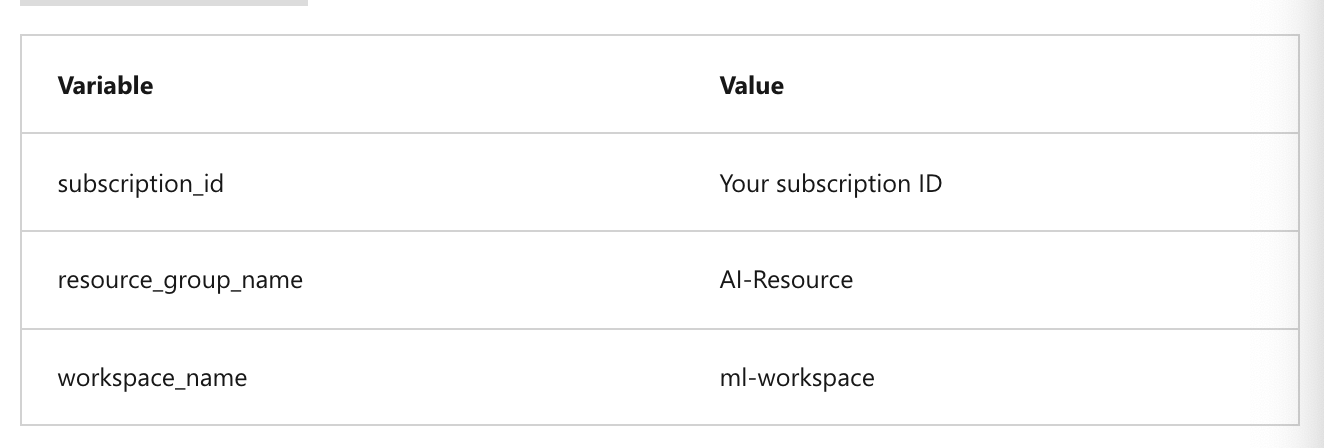 Variable Value
subscription_id Your subscription ID
resource_group_name AI-Resource
workspace_name ml-workspace